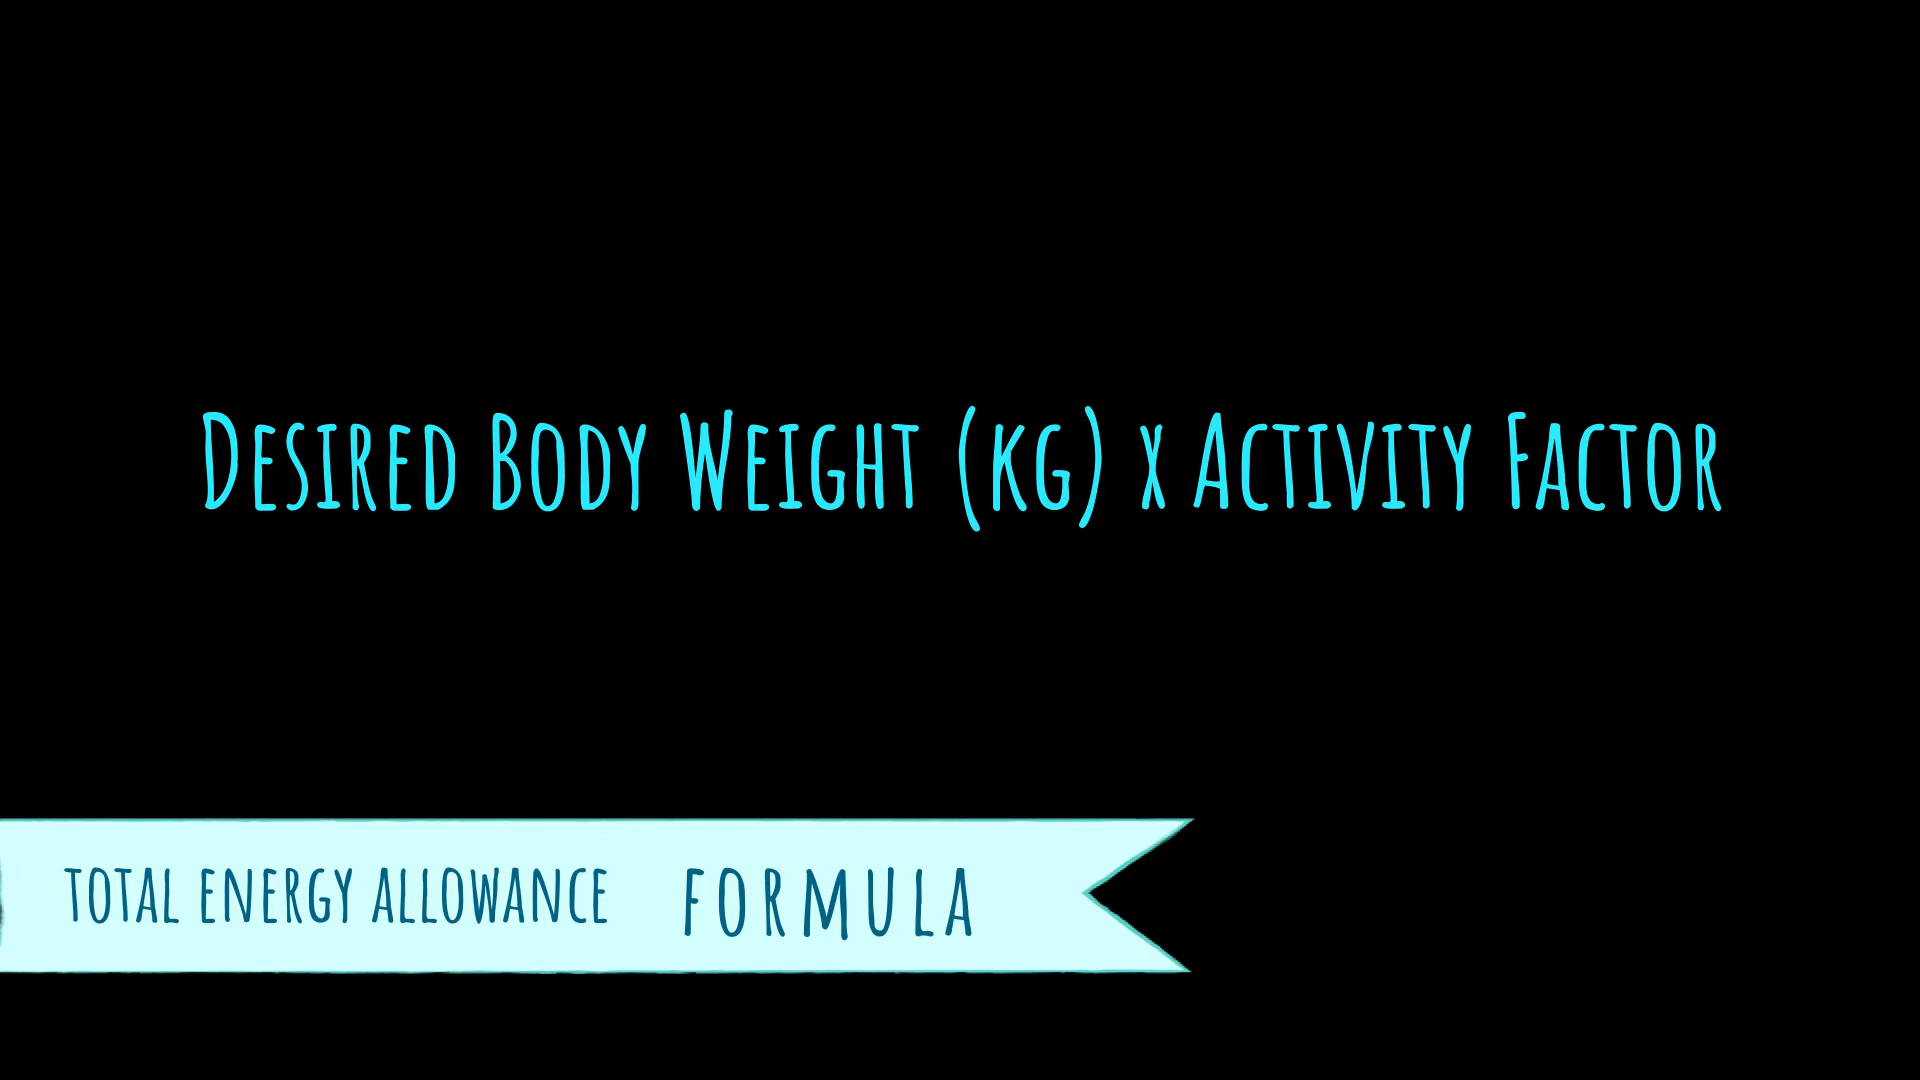 Desired Body Weight (kg) x Activity Factor
TOTAL ENERGY ALLOWANCE FORMULA